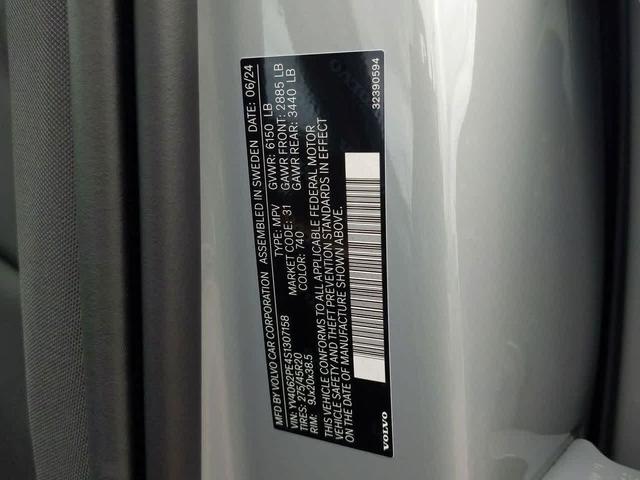 MFD BY VOLVO CAR CORPORATION ASSEMBLED IN SWEDEN DATE: 06/24
VIN: YV4062PE4S1307158 TYPE: MPV GVWR: 6150 LB
TIRES: 275/45R20 MARKET CODE: 31 GAWR FRONT: 2885 LB
RIM: 9Jx20x38.5 COLOR: 740 GAWR REAR: 3440 LB
THIS VEHICLE CONFORMS TO ALL APPLICABLE FEDERAL MOTOR
VEHICLE SAFETY AND THEFT PREVENTION STANDARDS IN EFFECT
ON THE DATE OF MANUFACTURE SHOWN ABOVE.
VOLVO 32390594